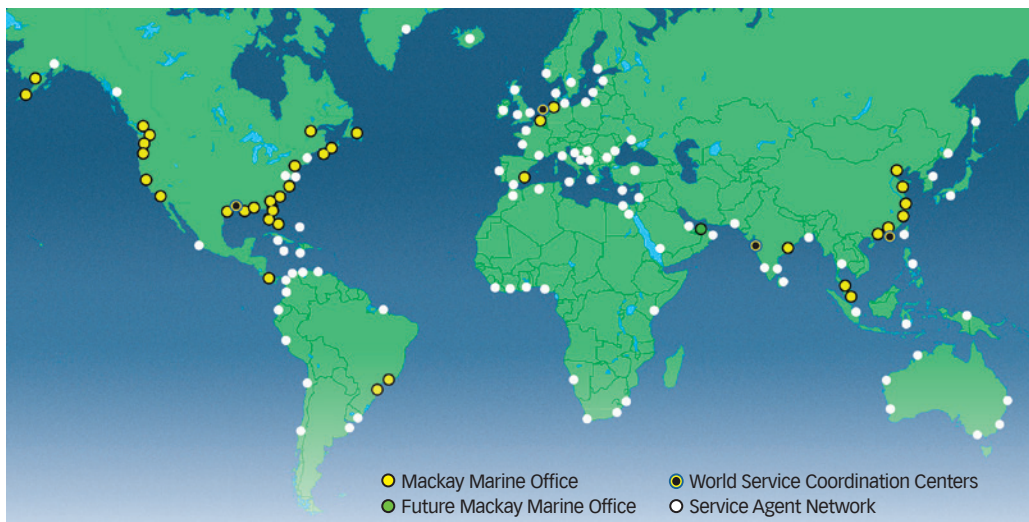 Mackay Marine Office
Future Mackay Marine Office
World Service Coordination Centers
Service Agent Network